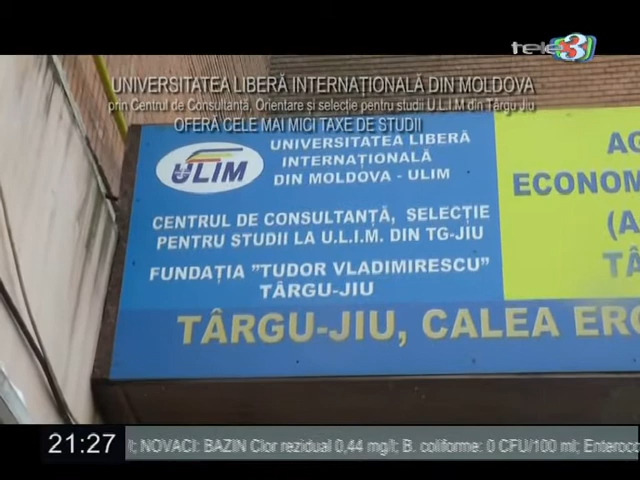 tele 3
UNIVERSITATEA LIBERĂ INTERNAȚIONALĂ DIN MOLDOVA
prin Centrul de Consultanță, Orientare și selecție pentru studii U.L.I.M din Târgu Jiu
OFERĂ CELE MAI MICI TAXE DE STUDII
ULIM
UNIVERSITATEA LIBERĂ
INTERNAȚIONALĂ
DIN MOLDOVA - ULIM
CENTRUL DE CONSULTANȚĂ, SELECȚIE
PENTRU STUDII LA U.L.I.M. DIN TG-JIU
FUNDAȚIA "TUDOR VLADIMIRESCU"
TÂRGU-JIU
AG
ECONOM
(A
TÂ
TÂRGU-JIU, CALEA ERO
21:27
l; NOVACI: BAZIN Clor rezidual 0,44 mg/l; B. coliforme: 0 CFU/100 ml; Enteroco